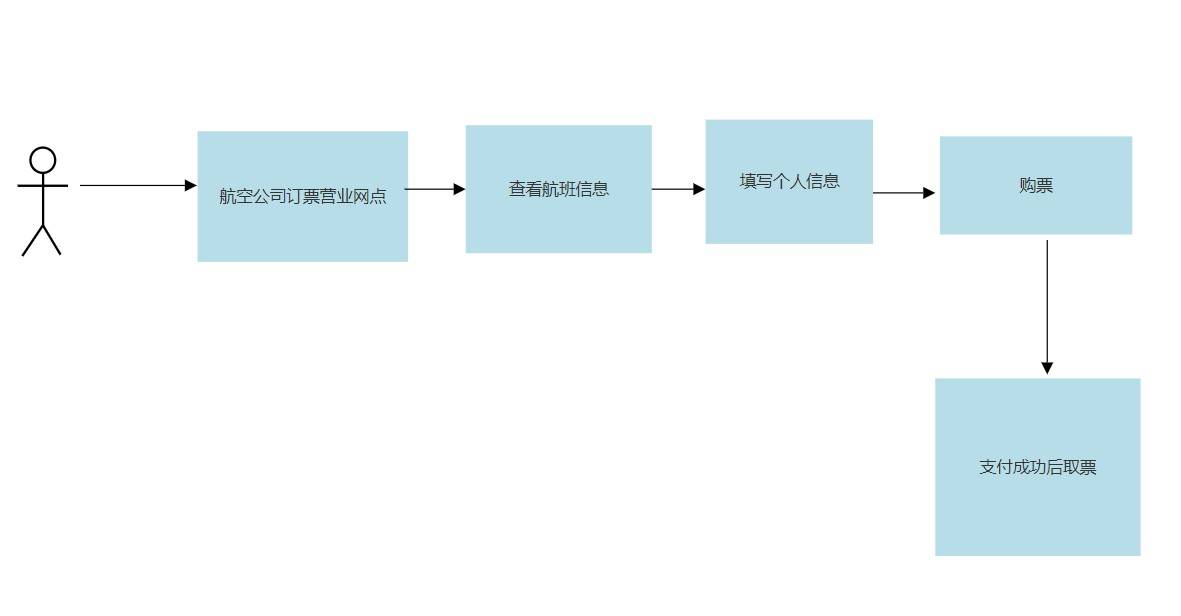 航空公司订票营业网点
查看航班信息
填写个人信息
购票
支付成功后取票